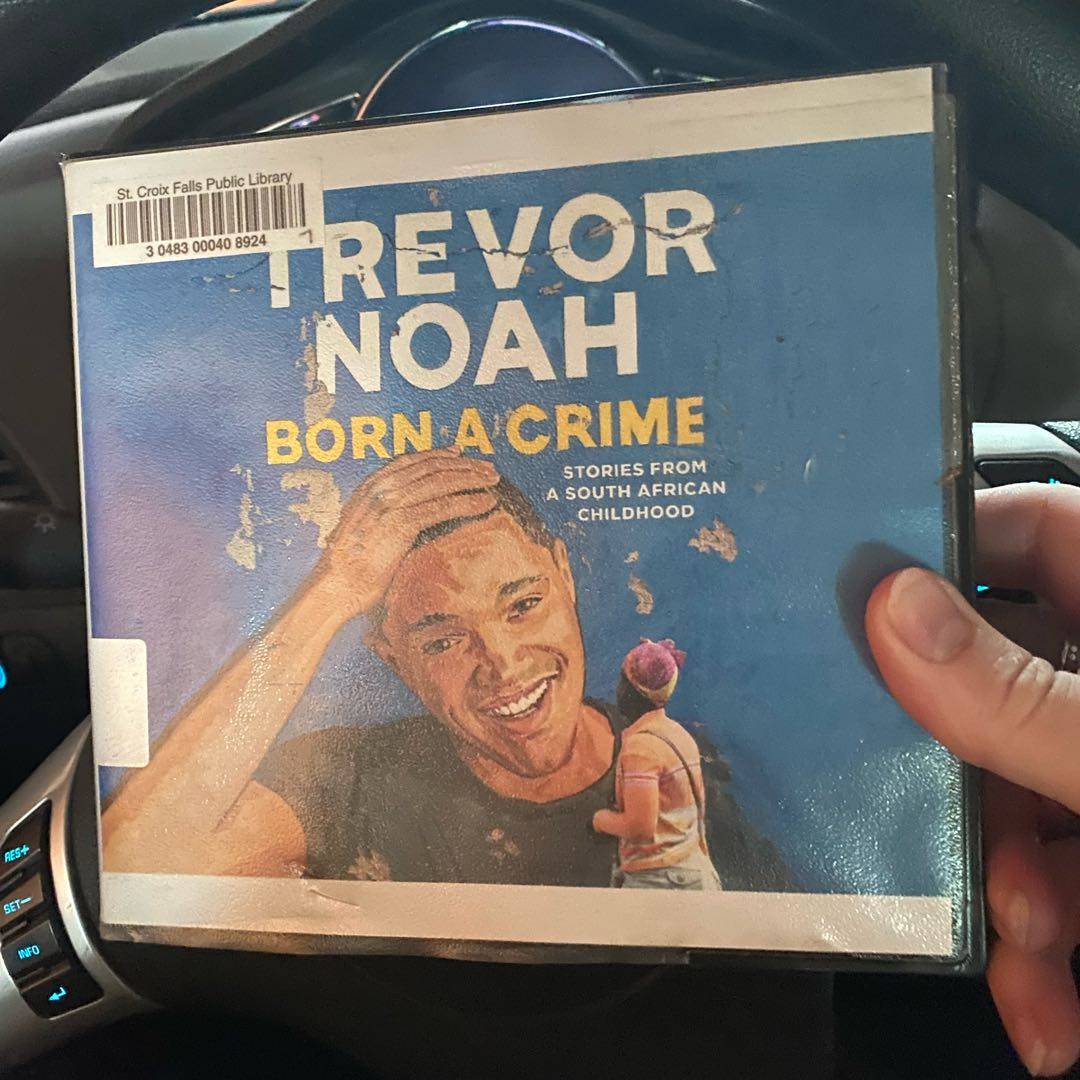 St. Croix Falls Public Library
3 0483 00040 8924
TREVOR
NOAH
BORN A CRIME
STORIES FROM
A SOUTH AFRICAN
CHILDHOOD
RES+
SET−
INFO